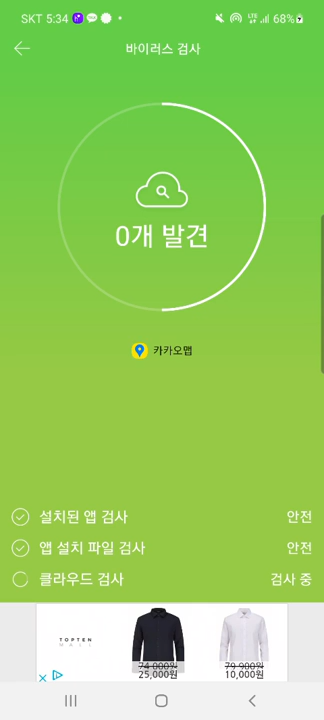 SKT 5:34
LTE 68%
바이러스 검사
0개 발견
카카오맵
설치된 앱 검사 안전
앱 설치 파일 검사 안전
클라우드 검사 검사 중
TOPTEN
MALL
74 000원 79 900원
25,000원 10,000원